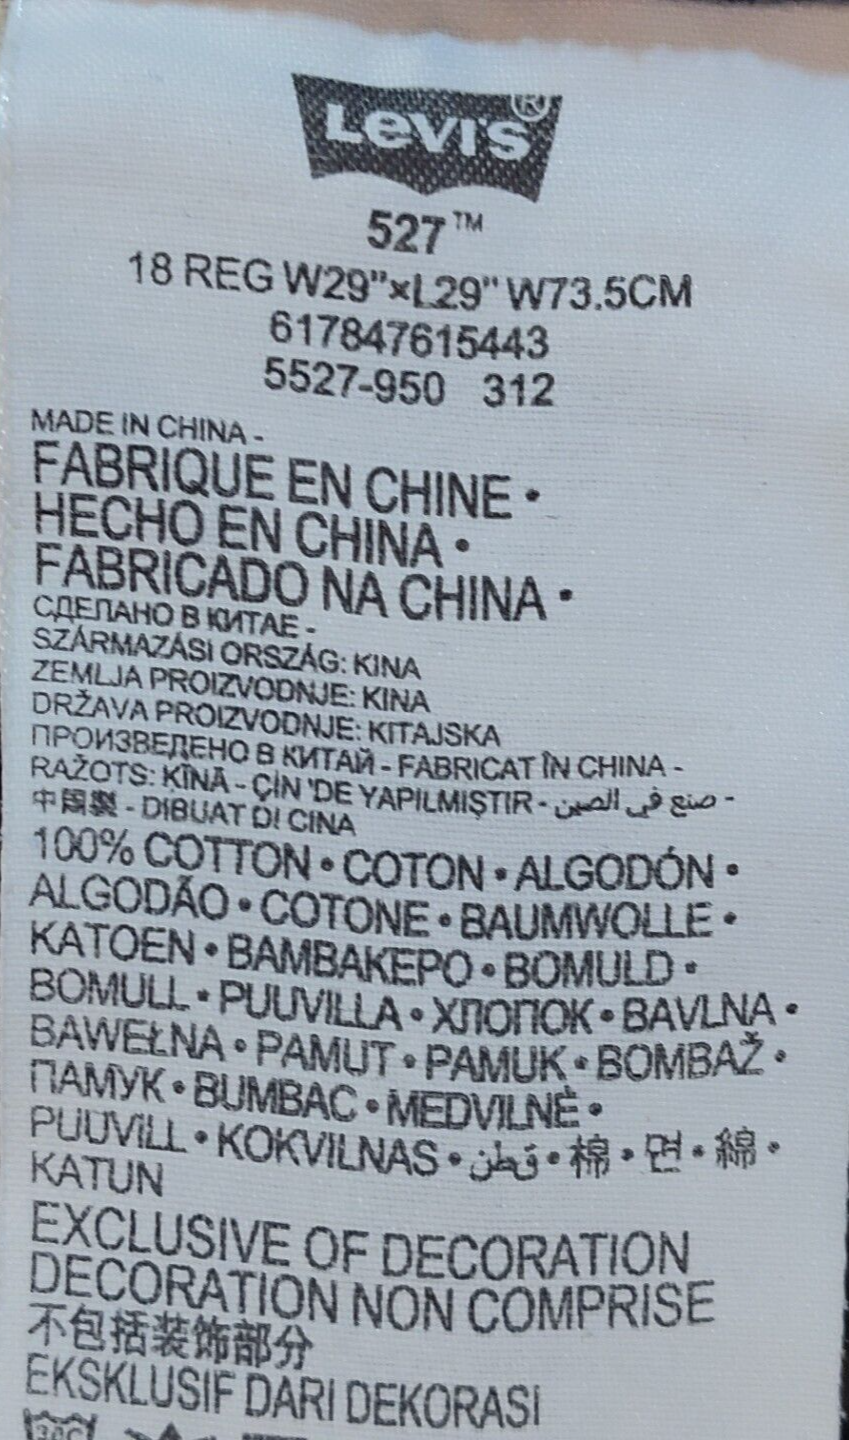 Levi's®
527™
18 REG W29"×L29" W73.5CM
617847615443
5527-950 312
MADE IN CHINA -
FABRIQUE EN CHINE •
HECHO EN CHINA •
FABRICADO NA CHINA •
СДЕЛАНО В КИТАЕ -
SZÁRMAZÁSI ORSZÁG: KINA
ZEMLJA PROIZVODNJE: KINA
DRŽAVA PROIZVODNJE: KITAJSKA
ПРОИЗВЕДЕНО В КИТАЙ - FABRICAT ÎN CHINA -
RAŽOTS: ĶĪNĀ - ÇİN 'DE YAPILMIŞTIR - صنع في الصين -
中國製 - DIBUAT DI CINA
100% COTTON • COTON • ALGODÓN •
ALGODÃO • COTONE • BAUMWOLLE •
KATOEN • BAMBAKEPO • BOMULD •
BOMULL • PUUVILLA • ХЛОПОК • BAVLNA •
BAWEŁNA • PAMUT • PAMUK • BOMBAŽ •
ПАМУК • BUMBAC • MEDVILNĖ •
PUUVILL • KOKVILNAS • قطن • 棉 • 면 • 綿 •
KATUN
EXCLUSIVE OF DECORATION
DECORATION NON COMPRISE
不包括装饰部分
EKSKLUSIF DARI DEKORASI
30C